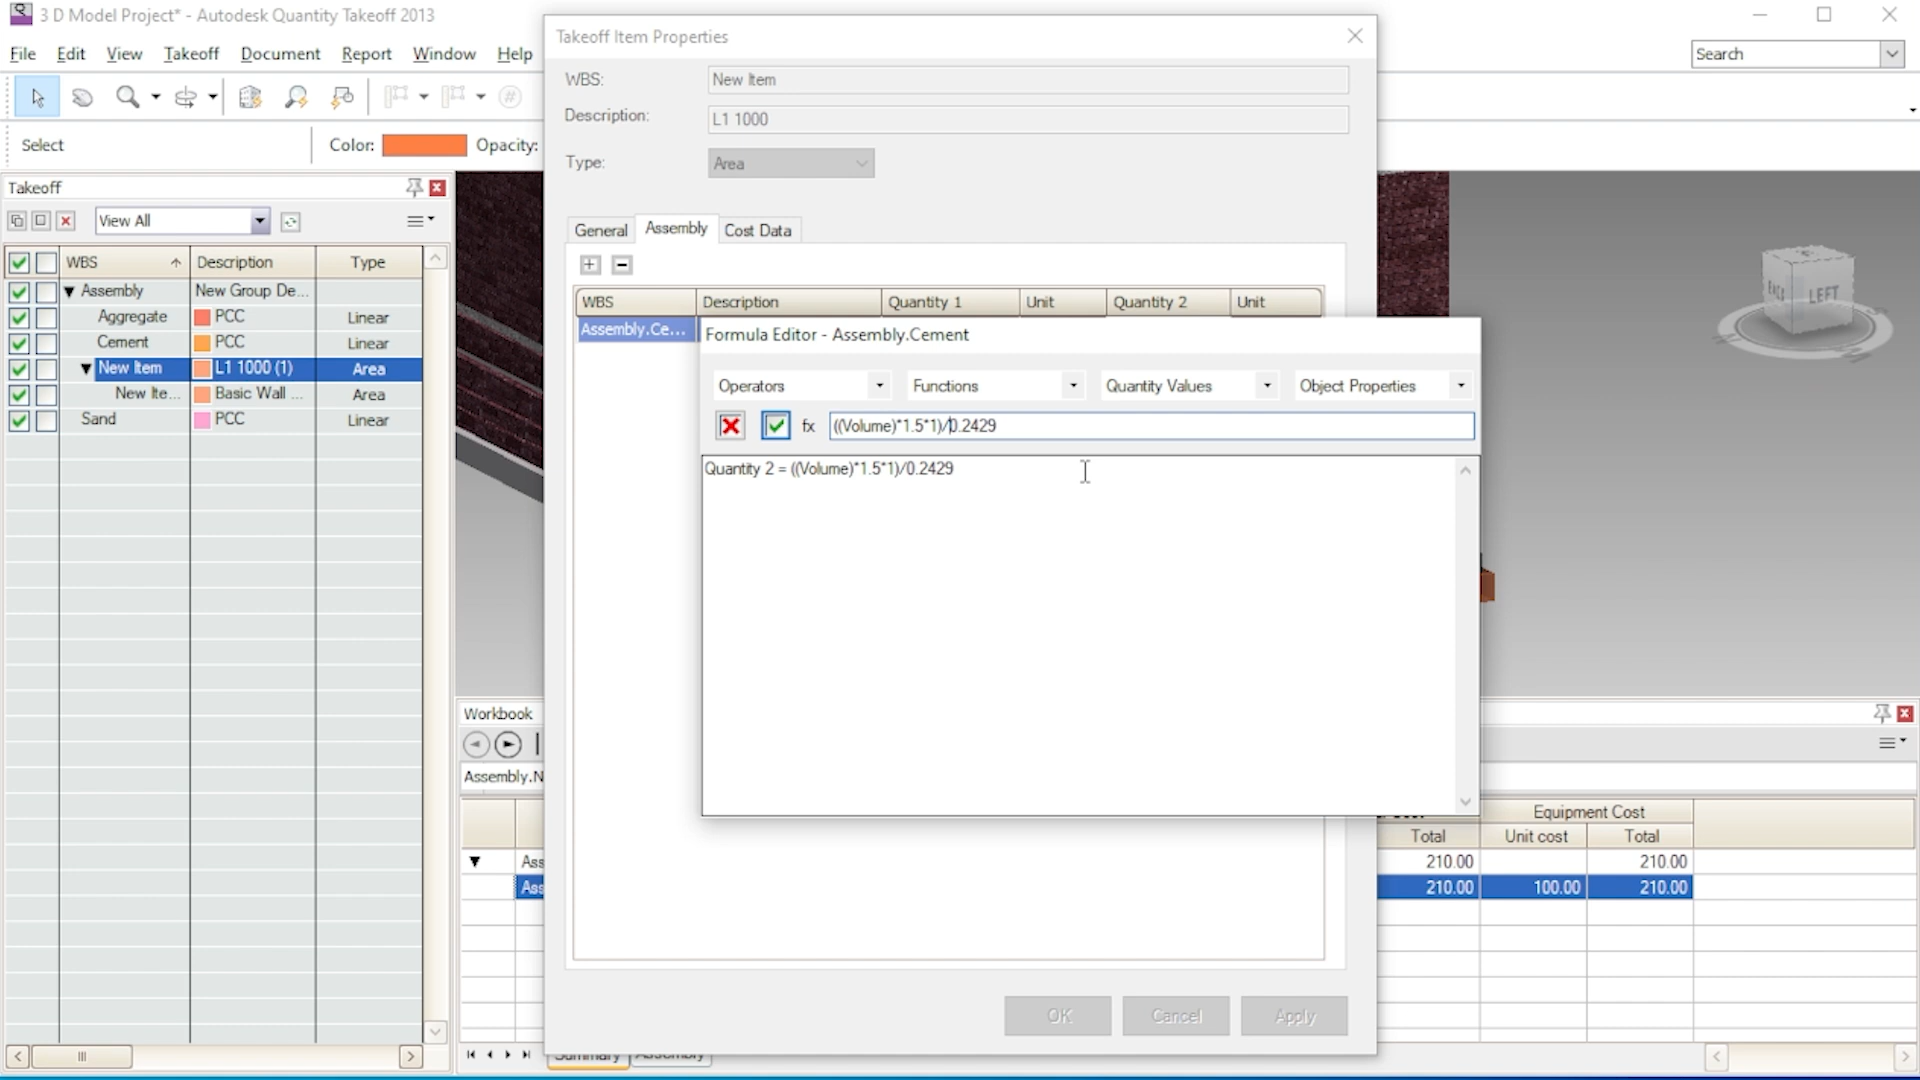 3 D Model Project* - Autodesk Quantity Takeoff 2013
File Edit View Takeoff Document Report Window Help
Search
Select
Color:
Opacity:
Takeoff
View All
WBS Description Type
Assembly New Group De...
Aggregate PCC Linear
Cement PCC Linear
New Item L1 1000 (1) Area
New Ite... Basic Wall ... Area
Sand PCC Linear
Takeoff Item Properties
WBS: New Item
Description: L1 1000
Type: Area
General Assembly Cost Data
WBS Description Quantity 1 Unit Quantity 2 Unit
Assembly.Ce...
Formula Editor - Assembly.Cement
Operators Functions Quantity Values Object Properties
fx ((Volume)*1.5*1)/0.2429
Quantity 2 = ((Volume)*1.5*1)/0.2429
OK Cancel Apply
LEFT
BACK
Workbook
Assembly.N
Equipment Cost
Total Unit cost Total
Ass 210.00 210.00
Ass 210.00 100.00 210.00
Summary Assembly